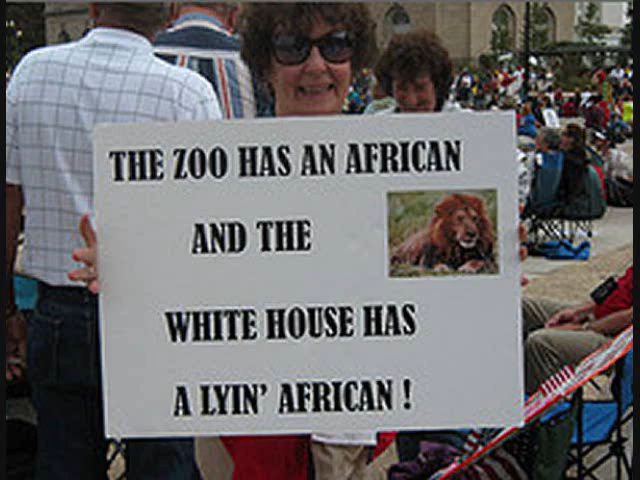 THE ZOO HAS AN AFRICAN
AND THE
WHITE HOUSE HAS
A LYIN' AFRICAN !